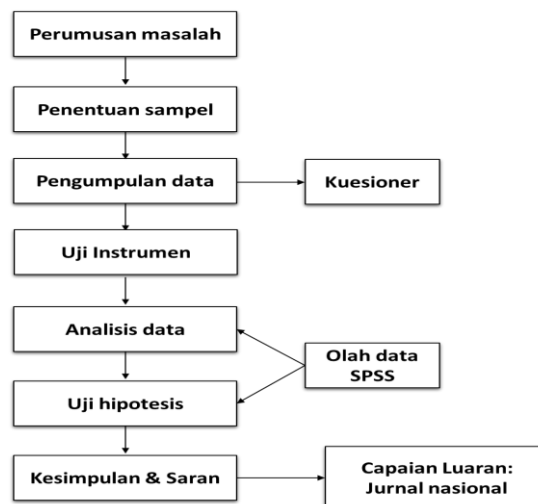 Perumusan masalah
Penentuan sampel
Pengumpulan data
Kuesioner
Uji Instrumen
Analisis data
Olah data
SPSS
Uji hipotesis
Kesimpulan & Saran
Capaian Luaran:
Jurnal nasional